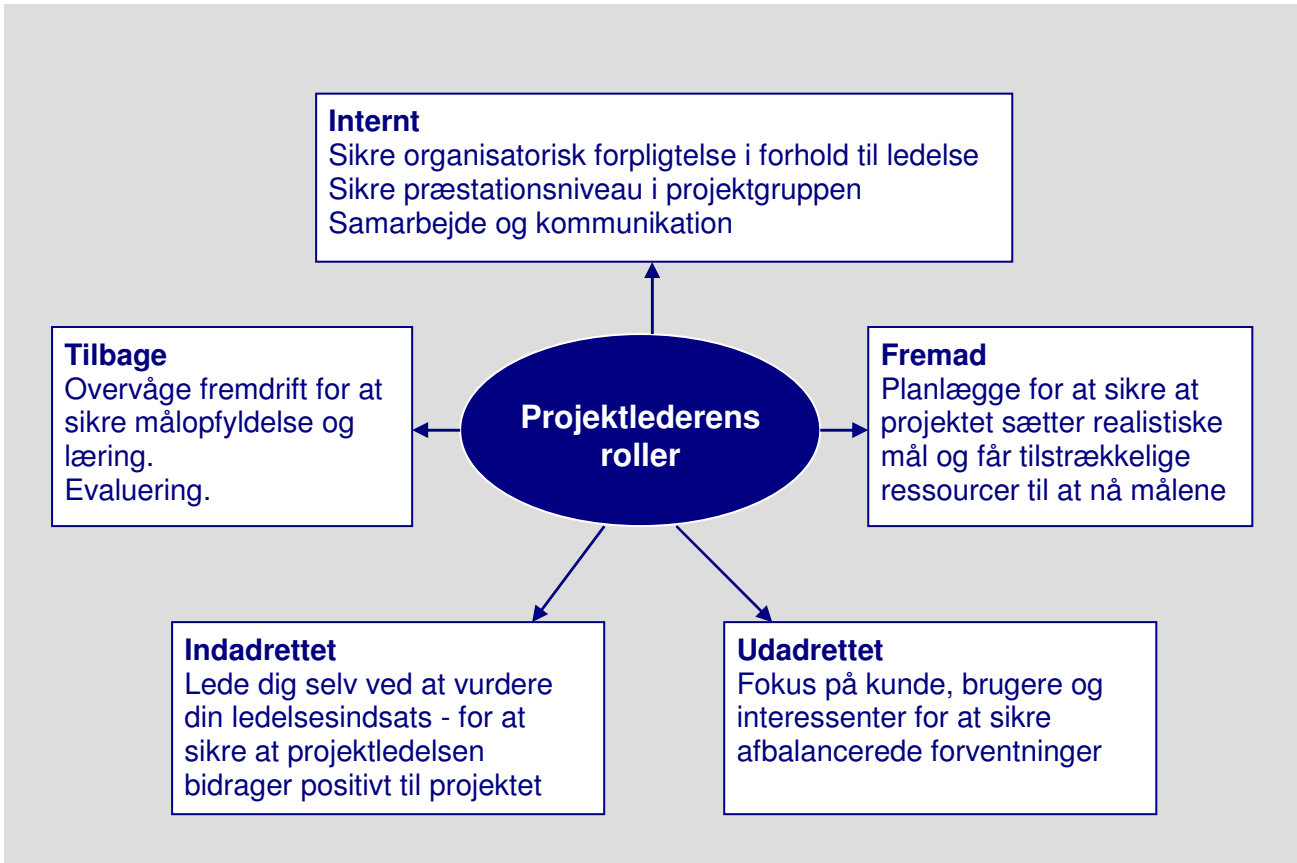 Internt
Sikre organisatorisk forpligtelse i forhold til ledelse
Sikre præstationsniveau i projektgruppen
Samarbejde og kommunikation
Tilbage
Overvåge fremdrift for at
sikre målopfyldelse og
læring.
Evaluering.
Projektlederens
roller
Fremad
Planlægge for at sikre at
projektet sætter realistiske
mål og får tilstrækkelige
ressourcer til at nå målene
Indadrettet
Lede dig selv ved at vurdere
din ledelsesindsats - for at
sikre at projektledelsen
bidrager positivt til projektet
Udadrettet
Fokus på kunde, brugere og
interessenter for at sikre
afbalancerede forventninger